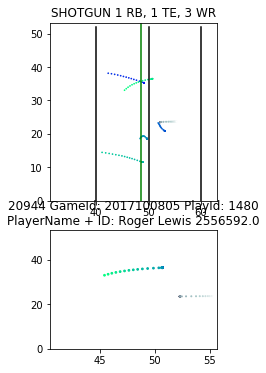 SHOTGUN 1 RB, 1 TE, 3 WR
50
40
30
20
10
0
40 50 60
20944 GameId: 2017100805 PlayId: 1480
PlayerName + ID: Roger Lewis 2556592.0
40
20
0
45 50 55